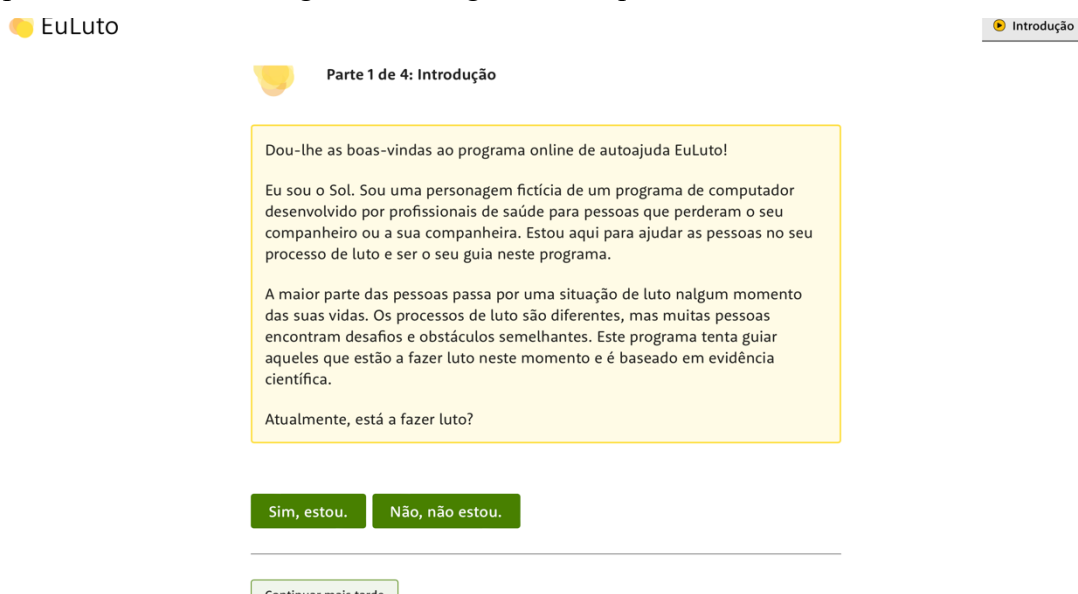 EuLuto
Introdução
Parte 1 de 4: Introdução
Dou-lhe as boas-vindas ao programa online de autoajuda EuLuto!
Eu sou o Sol. Sou uma personagem fictícia de um programa de computador
desenvolvido por profissionais de saúde para pessoas que perderam o seu
companheiro ou a sua companheira. Estou aqui para ajudar as pessoas no seu
processo de luto e ser o seu guia neste programa.
A maior parte das pessoas passa por uma situação de luto nalgum momento
das suas vidas. Os processos de luto são diferentes, mas muitas pessoas
encontram desafios e obstáculos semelhantes. Este programa tenta guiar
aqueles que estão a fazer luto neste momento e é baseado em evidência
científica.
Atualmente, está a fazer luto?
Sim, estou.
Não, não estou.
Continuar mais tarde